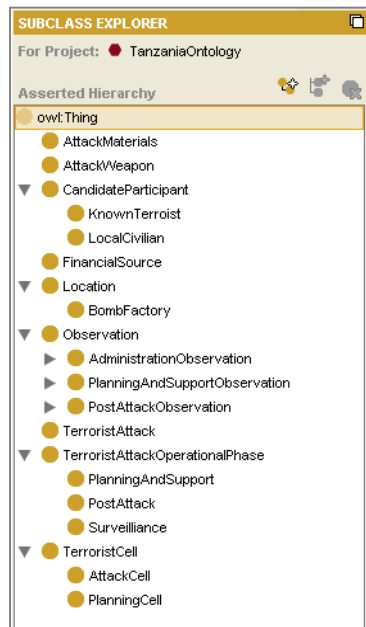 SUBCLASS EXPLORER
For Project: TanzaniaOntology
Asserted Hierarchy
owl:Thing
AttackMaterials
AttackWeapon
CandidateParticipant
KnownTerroist
LocalCivilian
FinancialSource
Location
BombFactory
Observation
AdministrationObservation
PlanningAndSupportObservation
PostAttackObservation
TerroristAttack
TerroristAttackOperationalPhase
PlanningAndSupport
PostAttack
Surveilliance
TerroristCell
AttackCell
PlanningCell